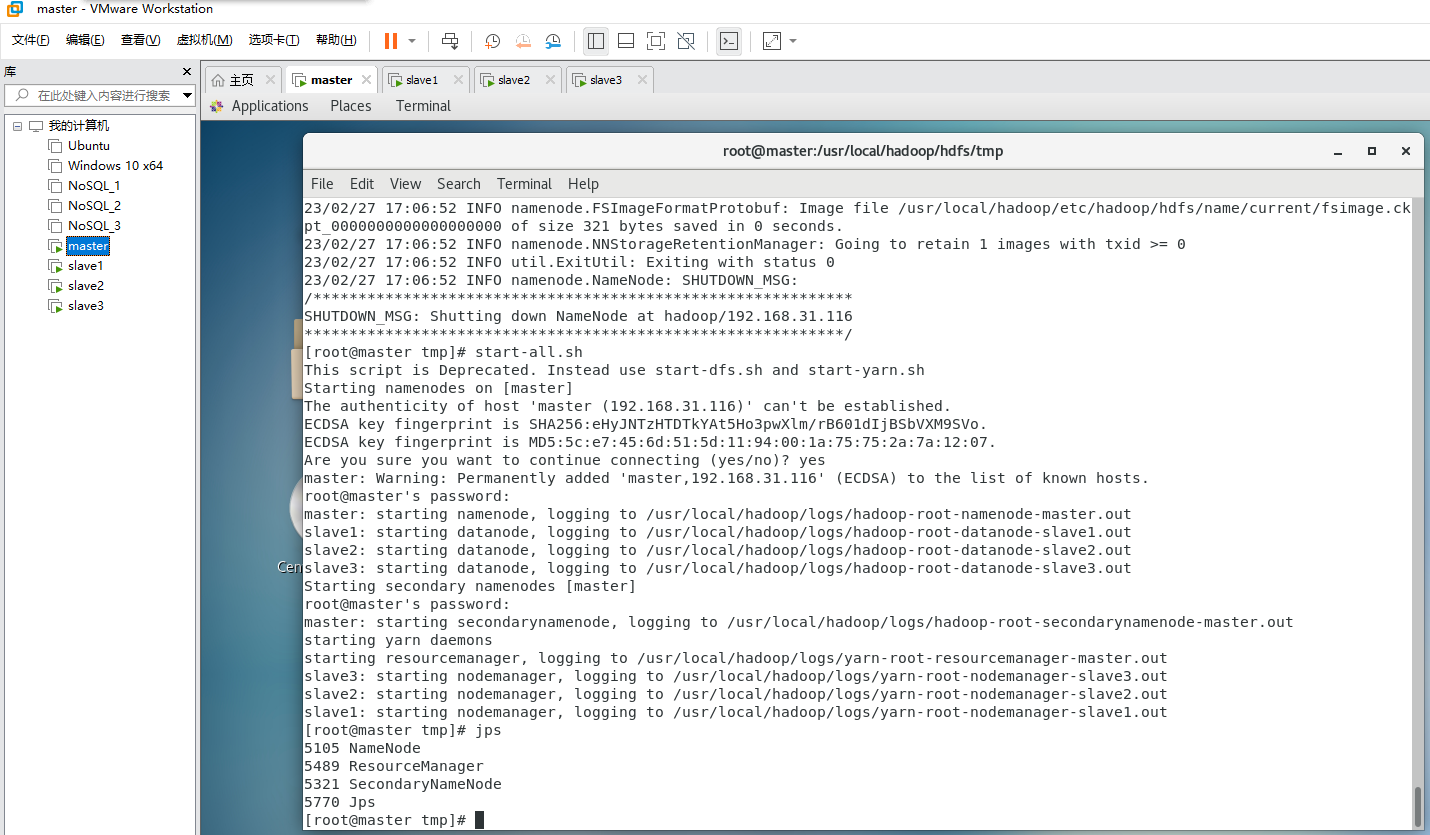 master - VMware Workstation
文件(F) 编辑(E) 查看(V) 虚拟机(M) 选项卡(T) 帮助(H)
库
在此处键入内容进行搜索
我的计算机
Ubuntu
Windows 10 x64
NoSQL_1
NoSQL_2
NoSQL_3
master
slave1
slave2
slave3
主页 master slave1 slave2 slave3
Applications Places Terminal
Cen
root@master:/usr/local/hadoop/hdfs/tmp
File Edit View Search Terminal Help
23/02/27 17:06:52 INFO namenode.FSImageFormatProtobuf: Image file /usr/local/hadoop/etc/hadoop/hdfs/name/current/fsimage.ck
pt_0000000000000000000 of size 321 bytes saved in 0 seconds.
23/02/27 17:06:52 INFO namenode.NNStorageRetentionManager: Going to retain 1 images with txid >= 0
23/02/27 17:06:52 INFO util.ExitUtil: Exiting with status 0
23/02/27 17:06:52 INFO namenode.NameNode: SHUTDOWN_MSG:
/************************************************************
SHUTDOWN_MSG: Shutting down NameNode at hadoop/192.168.31.116
************************************************************/
[root@master tmp]# start-all.sh
This script is Deprecated. Instead use start-dfs.sh and start-yarn.sh
Starting namenodes on [master]
The authenticity of host 'master (192.168.31.116)' can't be established.
ECDSA key fingerprint is SHA256:eHyJNTzHTDTkYAt5Ho3pwXlm/rB601dIjBSbVXM9SVo.
ECDSA key fingerprint is MD5:5c:e7:45:6d:51:5d:11:94:00:1a:75:75:2a:7a:12:07.
Are you sure you want to continue connecting (yes/no)? yes
master: Warning: Permanently added 'master,192.168.31.116' (ECDSA) to the list of known hosts.
root@master's password:
master: starting namenode, logging to /usr/local/hadoop/logs/hadoop-root-namenode-master.out
slave1: starting datanode, logging to /usr/local/hadoop/logs/hadoop-root-datanode-slave1.out
slave2: starting datanode, logging to /usr/local/hadoop/logs/hadoop-root-datanode-slave2.out
slave3: starting datanode, logging to /usr/local/hadoop/logs/hadoop-root-datanode-slave3.out
Starting secondary namenodes [master]
root@master's password:
master: starting secondarynamenode, logging to /usr/local/hadoop/logs/hadoop-root-secondarynamenode-master.out
starting yarn daemons
starting resourcemanager, logging to /usr/local/hadoop/logs/yarn-root-resourcemanager-master.out
slave3: starting nodemanager, logging to /usr/local/hadoop/logs/yarn-root-nodemanager-slave3.out
slave2: starting nodemanager, logging to /usr/local/hadoop/logs/yarn-root-nodemanager-slave2.out
slave1: starting nodemanager, logging to /usr/local/hadoop/logs/yarn-root-nodemanager-slave1.out
[root@master tmp]# jps
5105 NameNode
5489 ResourceManager
5321 SecondaryNameNode
5770 Jps
[root@master tmp]#